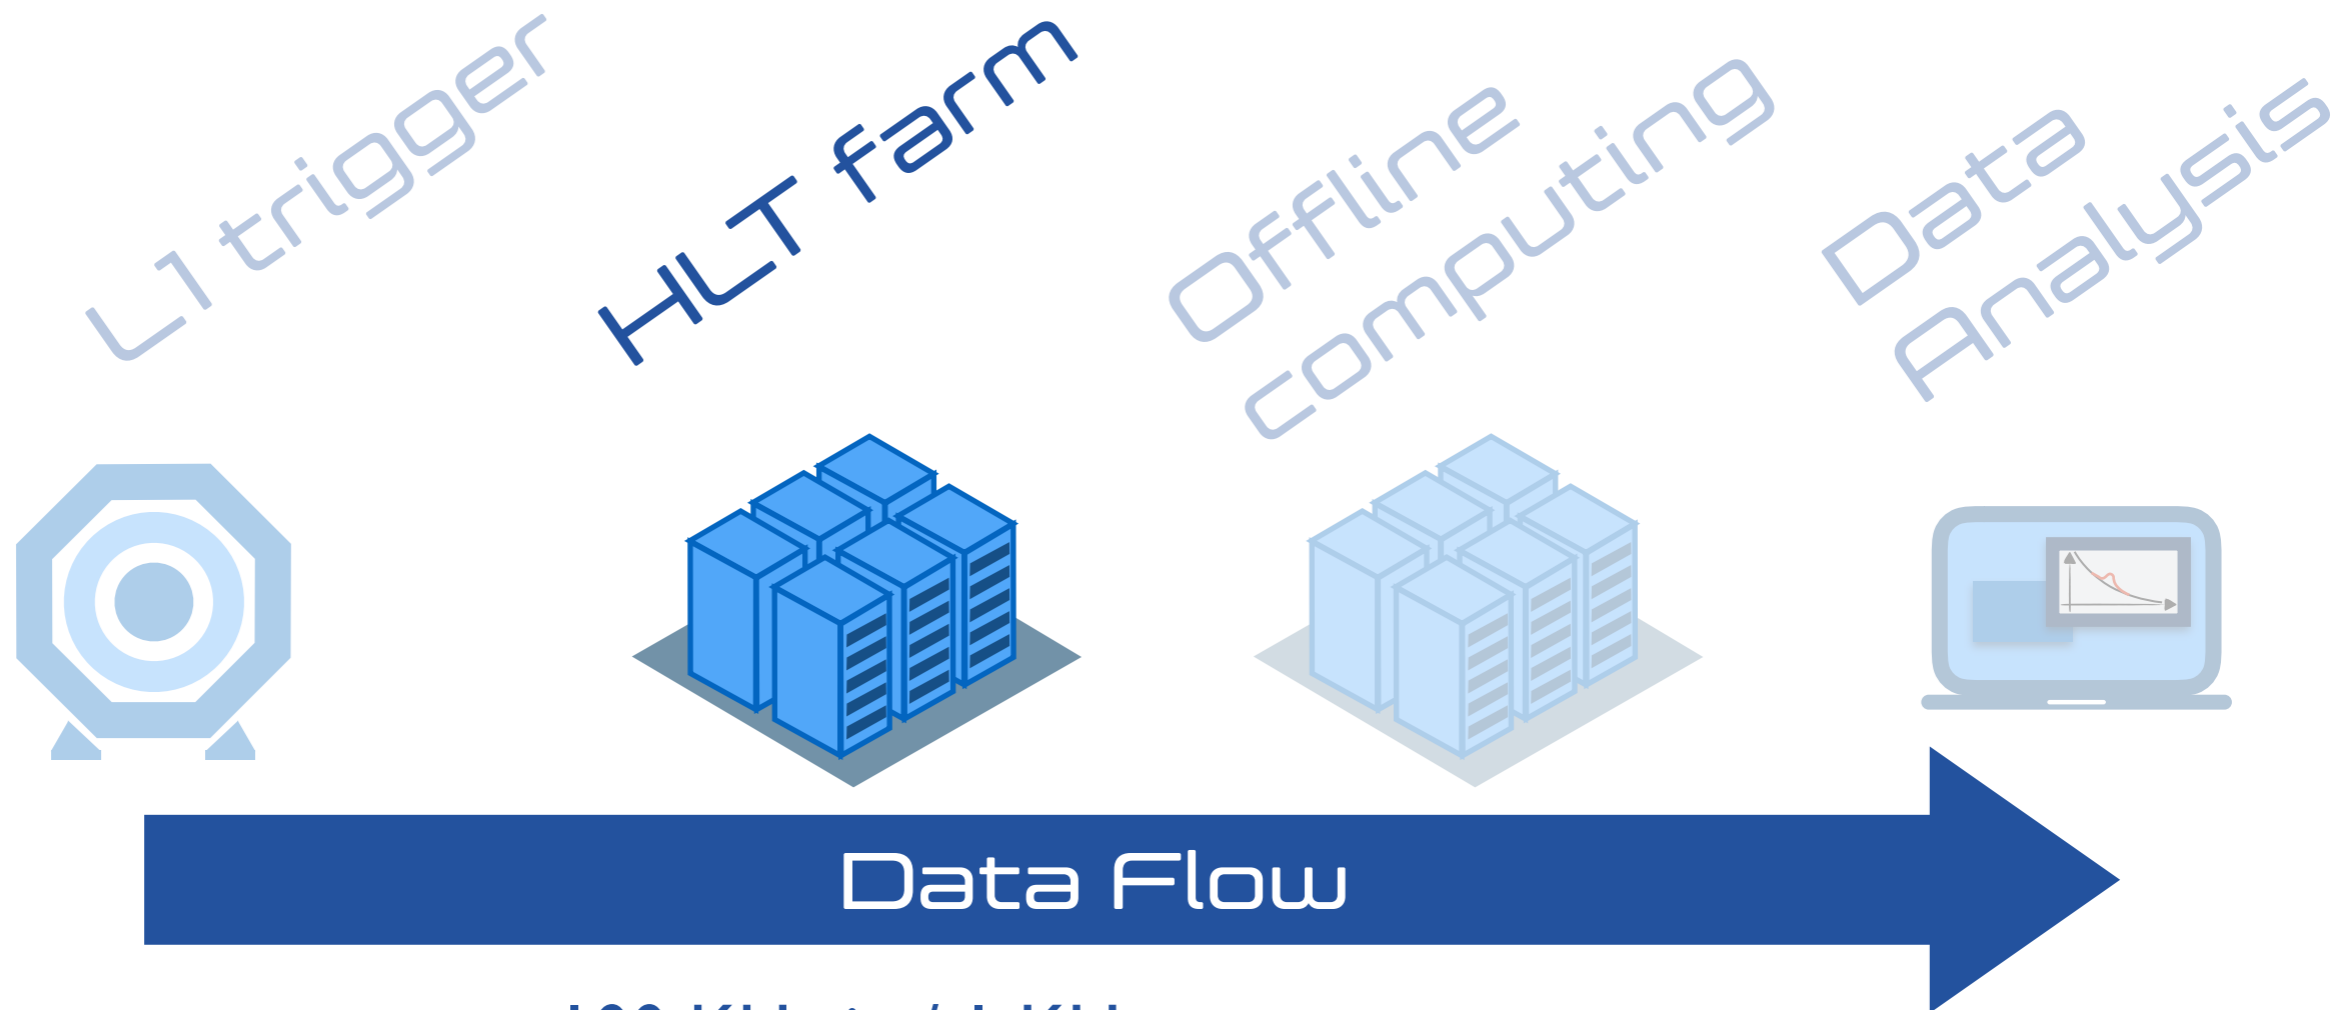 L1 trigger
HLT farm
Offline
computing
Data
Analysis
Data Flow